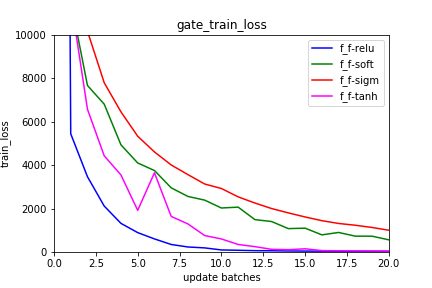 gate_train_loss
train_loss
10000
8000
6000
4000
2000
0
0.0 2.5 5.0 7.5 10.0 12.5 15.0 17.5 20.0
update batches
f_f-relu
f_f-soft
f_f-sigm
f_f-tanh